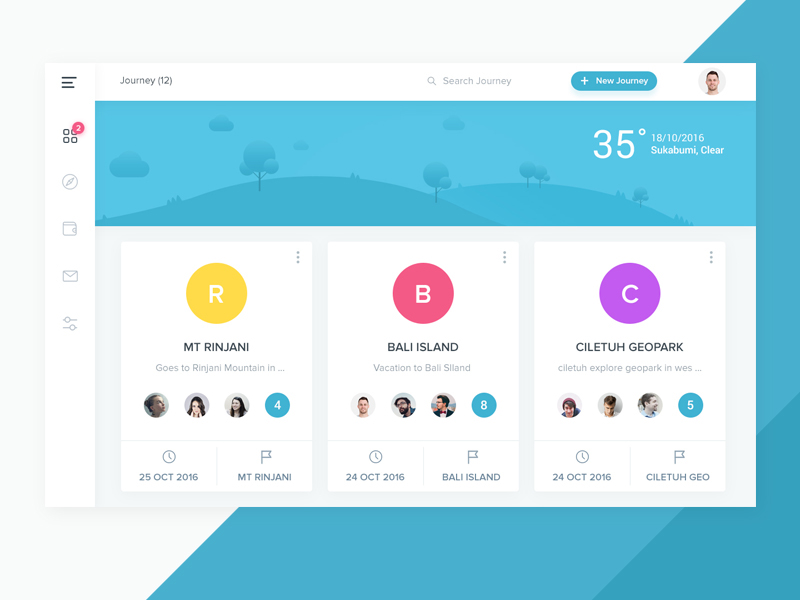 Journey (12)
Search Journey
+ New Journey
2
35°
18/10/2016
Sukabumi, Clear
R
MT RINJANI
Goes to Rinjani Mountain in ...
4
25 OCT 2016
MT RINJANI
B
BALI ISLAND
Vacation to Bali Slland
8
24 OCT 2016
BALI ISLAND
C
CILETUH GEOPARK
ciletuh explore geopark in wes ...
5
24 OCT 2016
CILETUH GEO